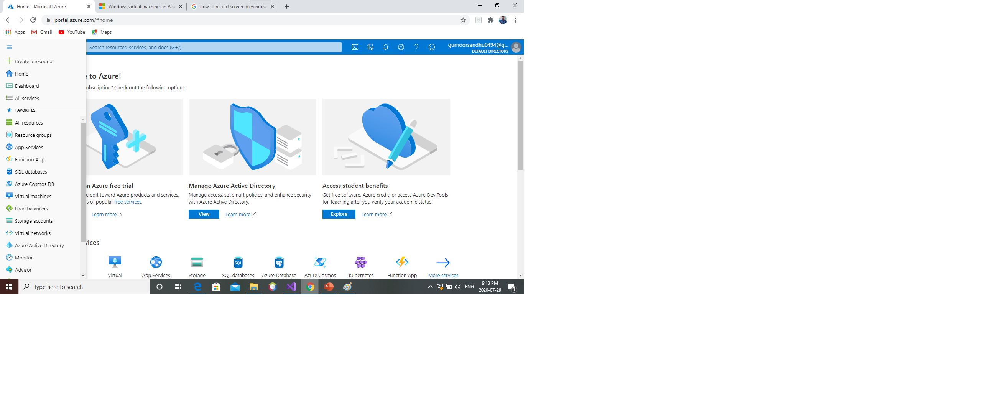 Home - Microsoft Azure
Windows virtual machines in Azu
how to record screen on window
portal.azure.com/#home
Apps
Gmail
YouTube
Maps
Search resources, services, and docs (G+/)
gurnoorsandhu0494@g...
DEFAULT DIRECTORY
Create a resource
Home
Dashboard
All services
FAVORITES
All resources
Resource groups
App Services
Function App
SQL databases
Azure Cosmos DB
Virtual machines
Load balancers
Storage accounts
Virtual networks
Azure Active Directory
Monitor
Advisor
to Azure!
ubscription? Check out the following options.
n Azure free trial
credit toward Azure products and services,
s of popular free services.
Learn more
Manage Azure Active Directory
Manage access, set smart policies, and enhance security
with Azure Active Directory.
View
Learn more
Access student benefits
Get free software, Azure credit, or access Azure Dev Tools
for Teaching after you verify your academic status.
Explore
Learn more
vices
SQL
Virtual
App Services
Storage
SQL databases
Azure Database
Azure Cosmos
Kubernetes
Function App
More services
Type here to search
ENG
9:13 PM
2020-07-29
3